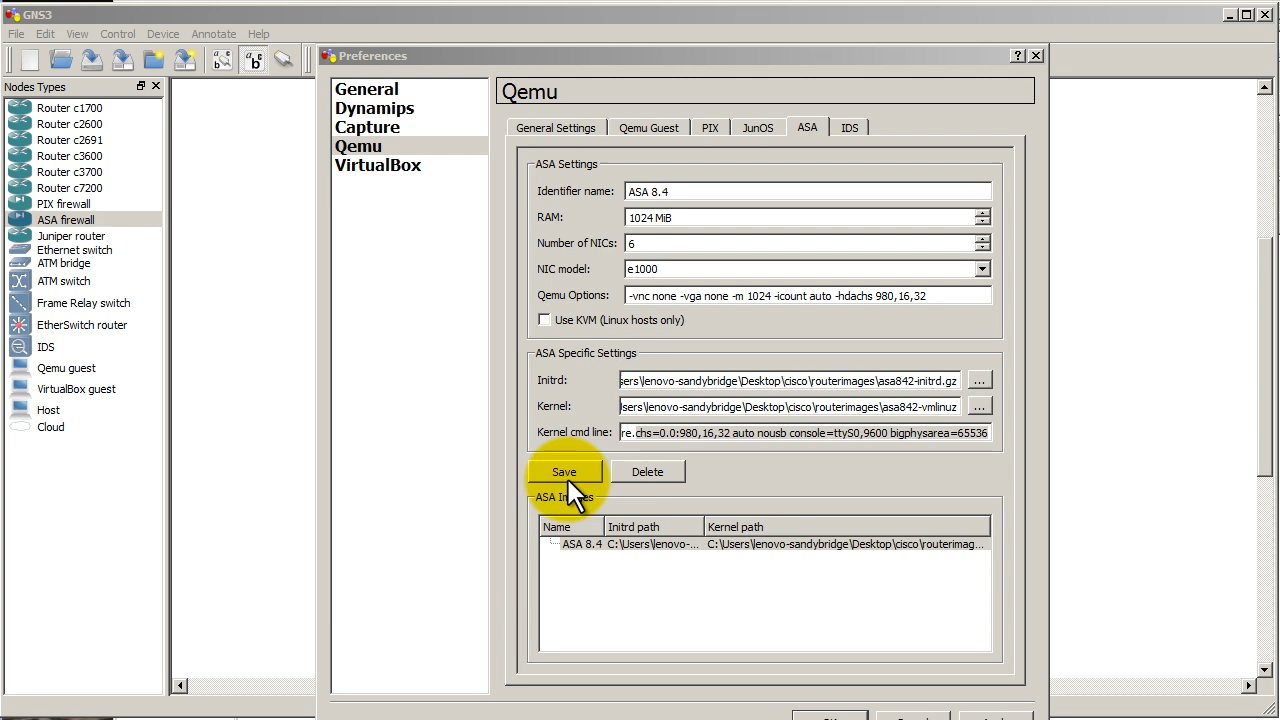 GNS3
File Edit View Control Device Annotate Help
Nodes Types
Router c1700
Router c2600
Router c2691
Router c3600
Router c3700
Router c7200
PIX firewall
ASA firewall
Juniper router
Ethernet switch
ATM bridge
ATM switch
Frame Relay switch
EtherSwitch router
IDS
Qemu guest
VirtualBox guest
Host
Cloud
Preferences
General
Dynamips
Capture
Qemu
VirtualBox
Qemu
General Settings Qemu Guest PIX JunOS ASA IDS
ASA Settings
Identifier name: ASA 8.4
RAM: 1024 MiB
Number of NICs: 6
NIC model: e1000
Qemu Options: -vnc none -vga none -m 1024 -icount auto -hdachs 980,16,32
Use KVM (Linux hosts only)
ASA Specific Settings
Initrd: sers\lenovo-sandybridge\Desktop\cisco\routerimages\asa842-initrd.gz ...
Kernel: lsers\lenovo-sandybridge\Desktop\cisco\routerimages\asa842-vmlinuz ...
Kernel cmd line: re.chs=0.0:980,16,32 auto nousb console=ttyS0,9600 bigphysarea=65536
Save Delete
ASA
Name Initrd path Kernel path
ASA 8.4 C:\Users\lenovo-... C:\Users\lenovo-sandybridge\Desktop\cisco\routerimag...